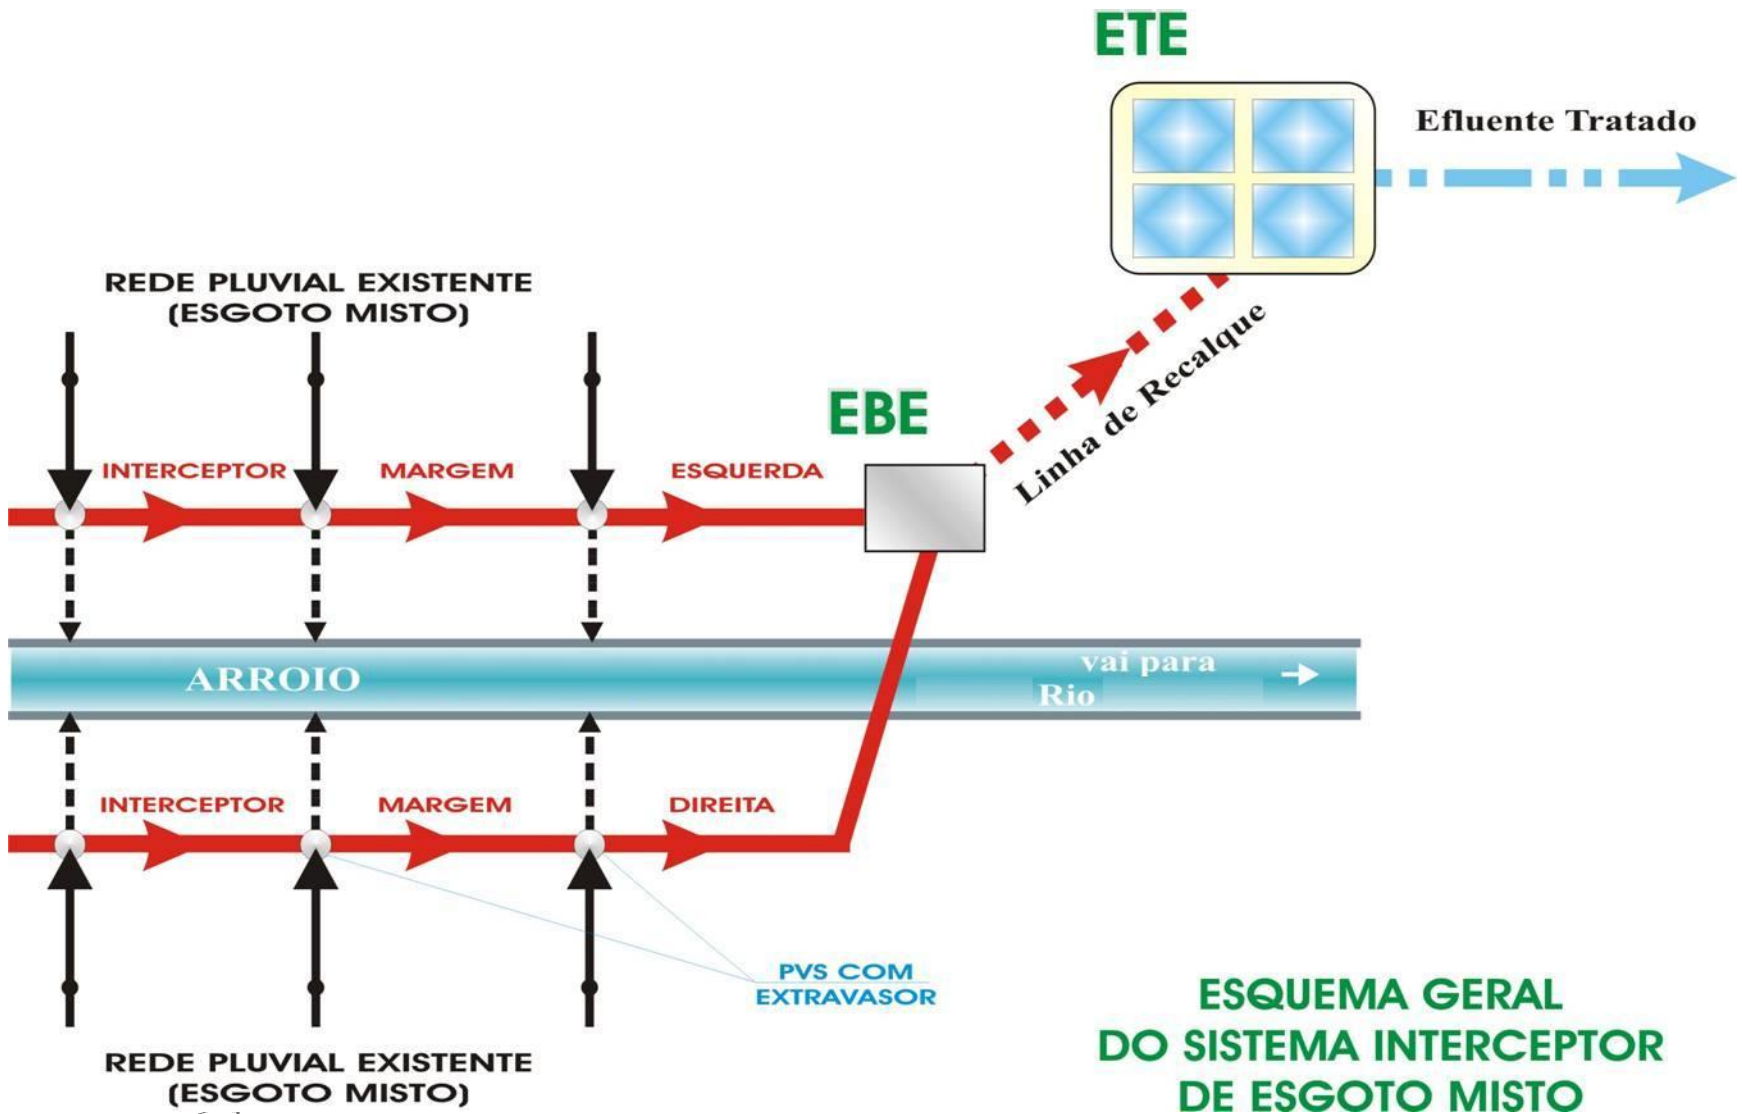 ETE
Efluente Tratado
REDE PLUVIAL EXISTENTE
(ESGOTO MISTO)
Linha de Recalque
EBE
INTERCEPTOR MARGEM ESQUERDA
ARROIO
vai para
Rio
INTERCEPTOR MARGEM DIREITA
PVS COM
EXTRAVASOR
REDE PLUVIAL EXISTENTE
(ESGOTO MISTO)
ESQUEMA GERAL
DO SISTEMA INTERCEPTOR
DE ESGOTO MISTO